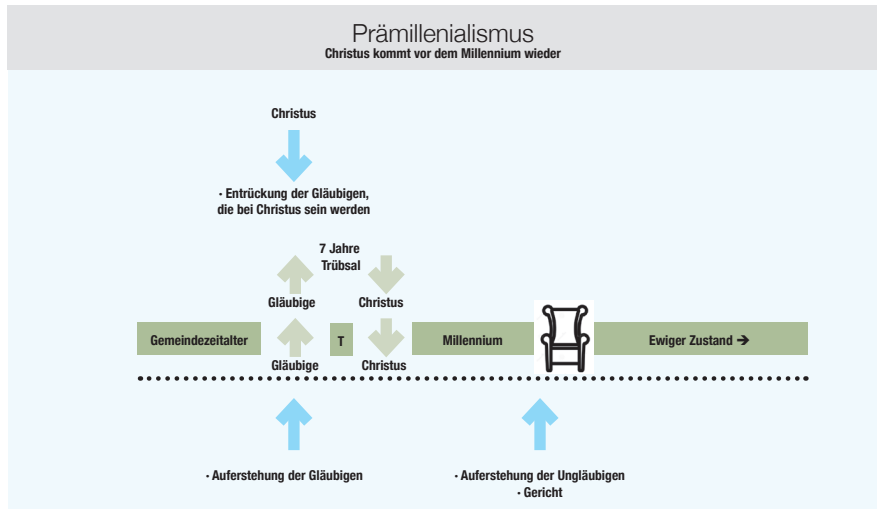 Prämillenialismus
Christus kommt vor dem Millennium wieder
Christus
· Entrückung der Gläubigen,
die bei Christus sein werden
7 Jahre
Trübsal
Gläubige
Christus
Gemeindezeitalter
T
Millennium
Ewiger Zustand ➔
Gläubige
Christus
· Auferstehung der Gläubigen
· Auferstehung der Ungläubigen
· Gericht